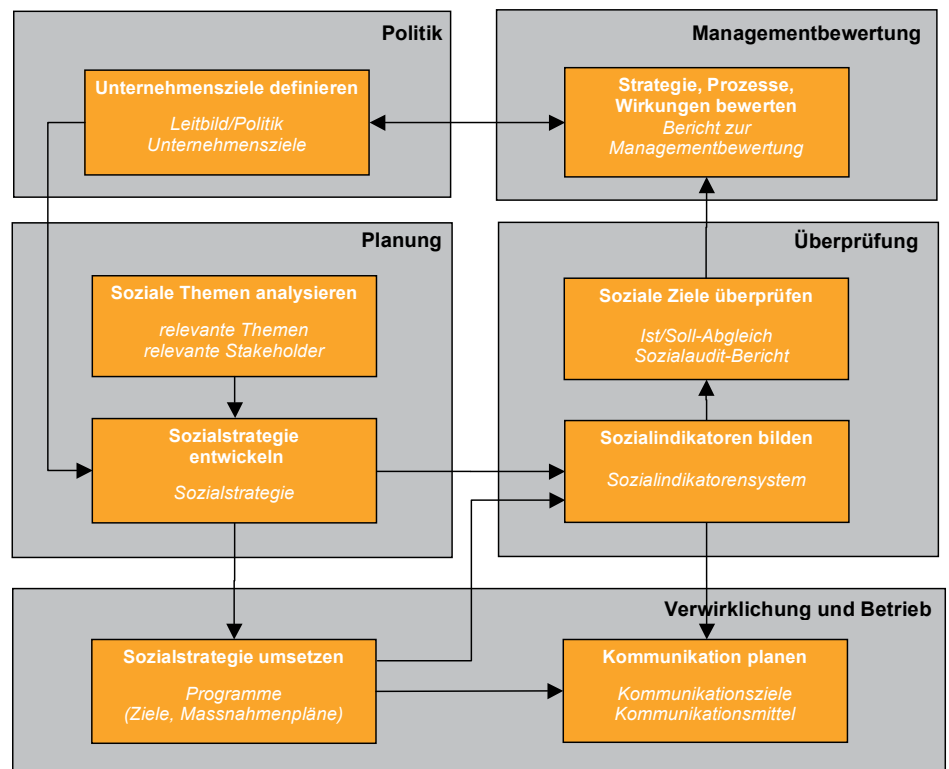 Politik
Unternehmensziele definieren
Leitbild/Politik
Unternehmensziele
Managementbewertung
Strategie, Prozesse,
Wirkungen bewerten
Bericht zur
Managementbewertung
Planung
Soziale Themen analysieren
relevante Themen
relevante Stakeholder
Sozialstrategie
entwickeln
Sozialstrategie
Überprüfung
Soziale Ziele überprüfen
Ist/Soll-Abgleich
Sozialaudit-Bericht
Sozialindikatoren bilden
Sozialindikatorensystem
Verwirklichung und Betrieb
Sozialstrategie umsetzen
Programme
(Ziele, Massnahmenpläne)
Kommunikation planen
Kommunikationsziele
Kommunikationsmittel